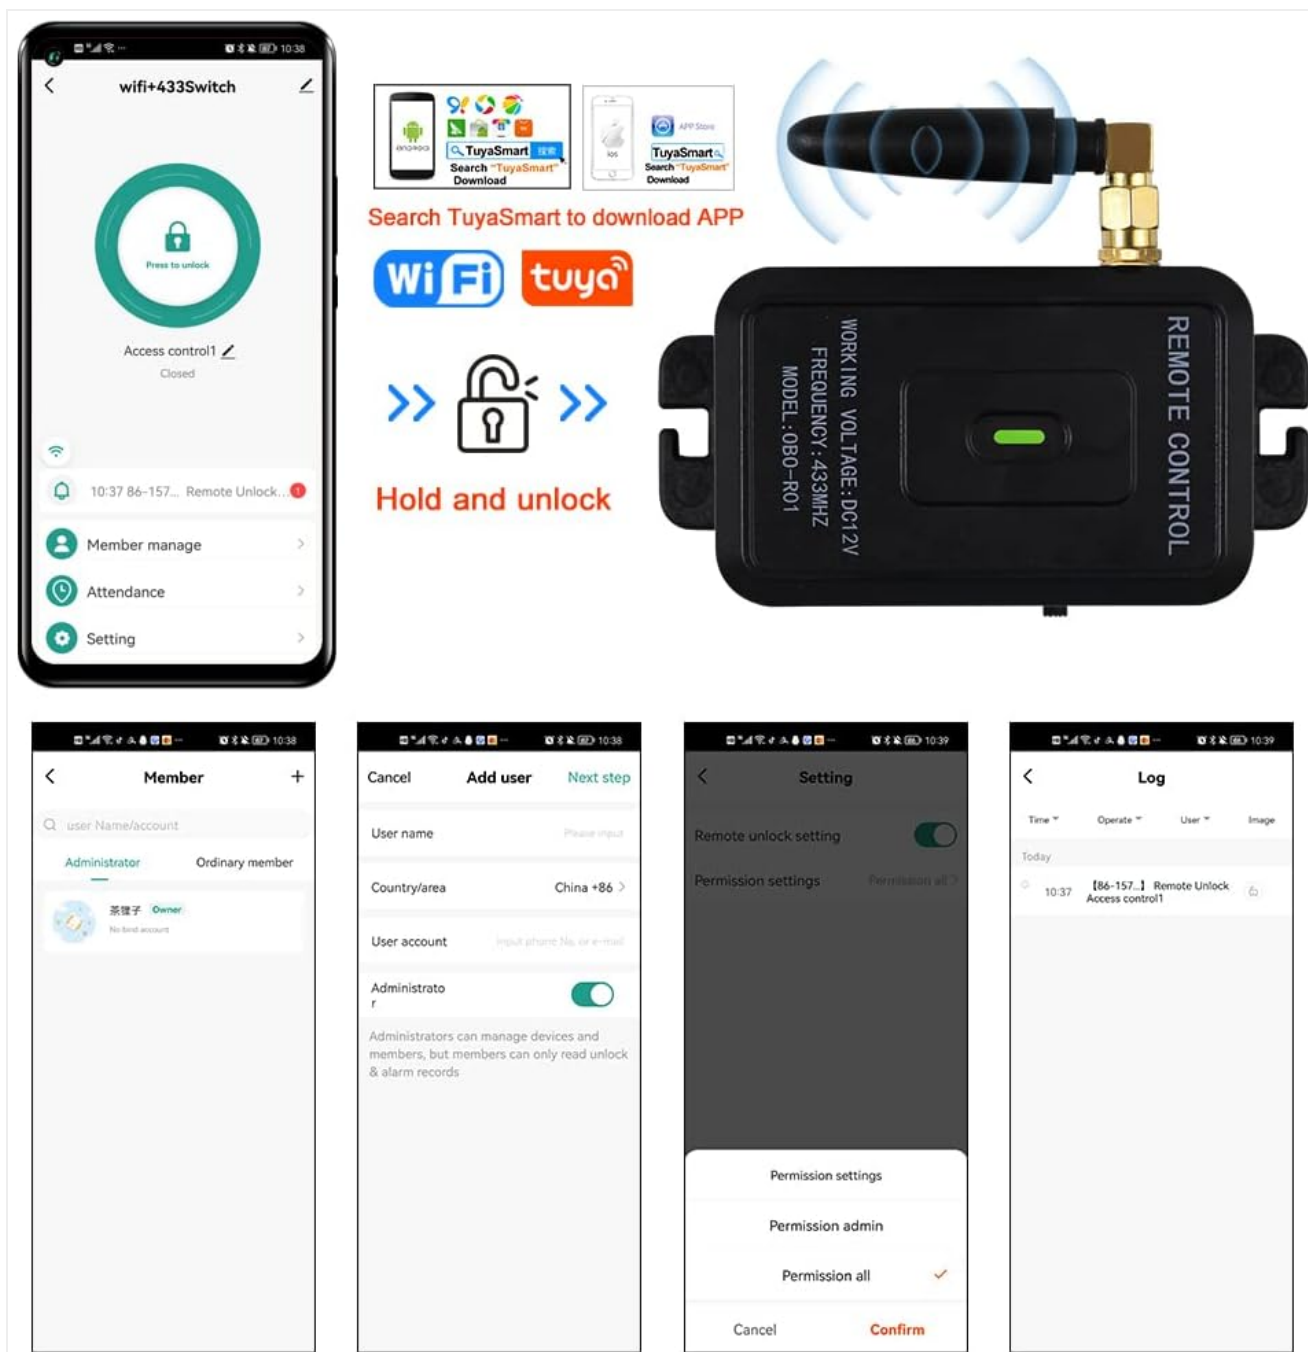 10:38
wifi+433Switch
Press to unlock
Access control1
Closed
10:37 86-157... Remote Unlock... 1
Member manage
Attendance
Setting
android
TuyaSmart 搜索
Search "TuyaSmart"
Download
ios
APP Store
TuyaSmart
Search "TuyaSmart"
Download
Search TuyaSmart to download APP
WiFi tuya
Hold and unlock
REMOTE CONTROL
WORKING VOLTAGE:DC12V
FREQUENCY:433MHZ
MODEL:OBO-R01
10:38
Member +
user Name/account
Administrator Ordinary member
Owner
No bind account
10:38
Cancel Add user Next step
User name Please input
Country/area China +86
User account Input phone No. or e-mail
Administrato
r
Administrators can manage devices and
members, but members can only read unlock
& alarm records
10:39
Setting
Remote unlock setting
Permission settings Permission all
Permission settings
Permission admin
Permission all
Cancel Confirm
10:39
Log
Time Operate User Image
Today
10:37 【86-157...】 Remote Unlock
Access control1